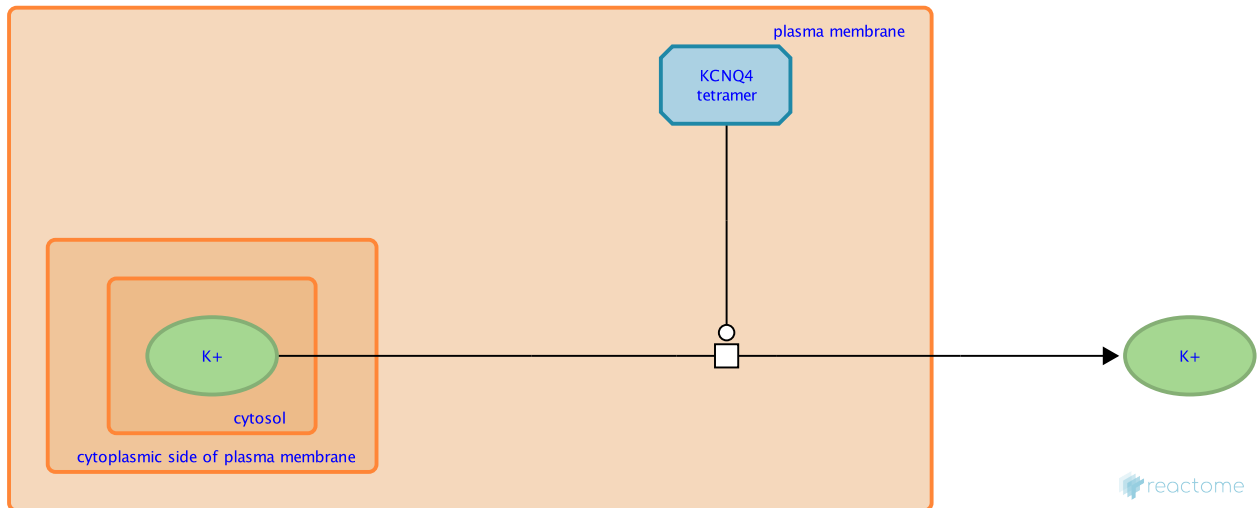 plasma membrane
KCNQ4
tetramer
K+
K+
cytosol
cytoplasmic side of plasma membrane
reactome